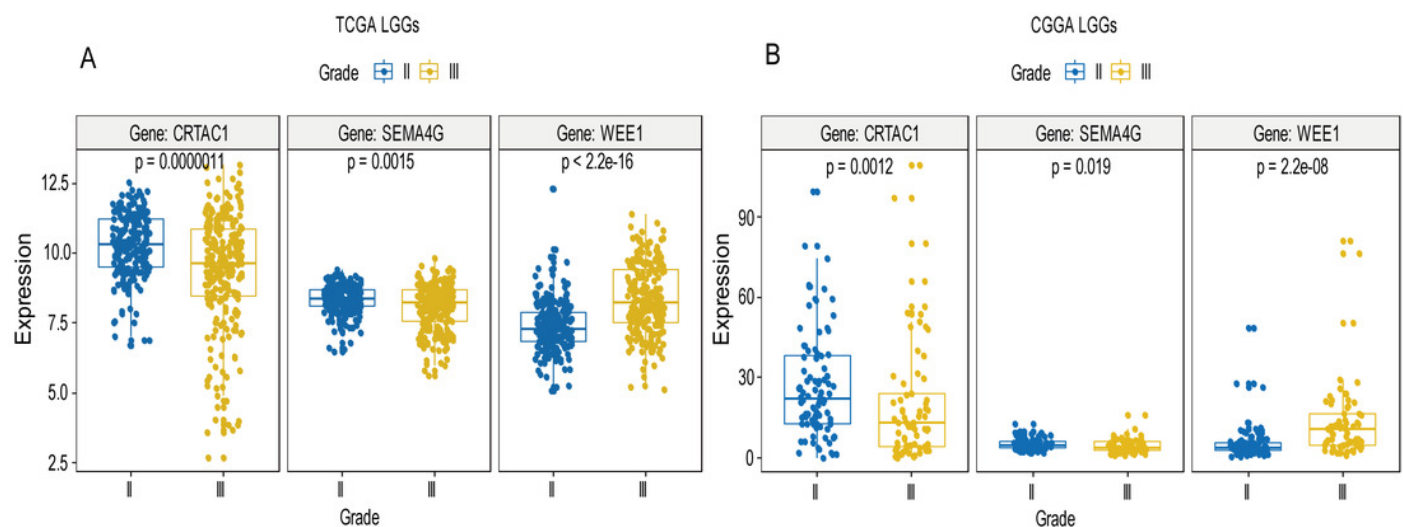 TCGA LGGs
A
Grade II III
Gene: CRTAC1
Gene: SEMA4G
Gene: WEE1
p = 0.0000011
p = 0.0015
p < 2.2e-16
Expression
12.5
10.0
7.5
5.0
2.5
II III II III II III
Grade
CGGA LGGs
B
Grade II III
Gene: CRTAC1
Gene: SEMA4G
Gene: WEE1
p = 0.0012
p = 0.019
p = 2.2e-08
Expression
90
60
30
0
II III II III II III
Grade